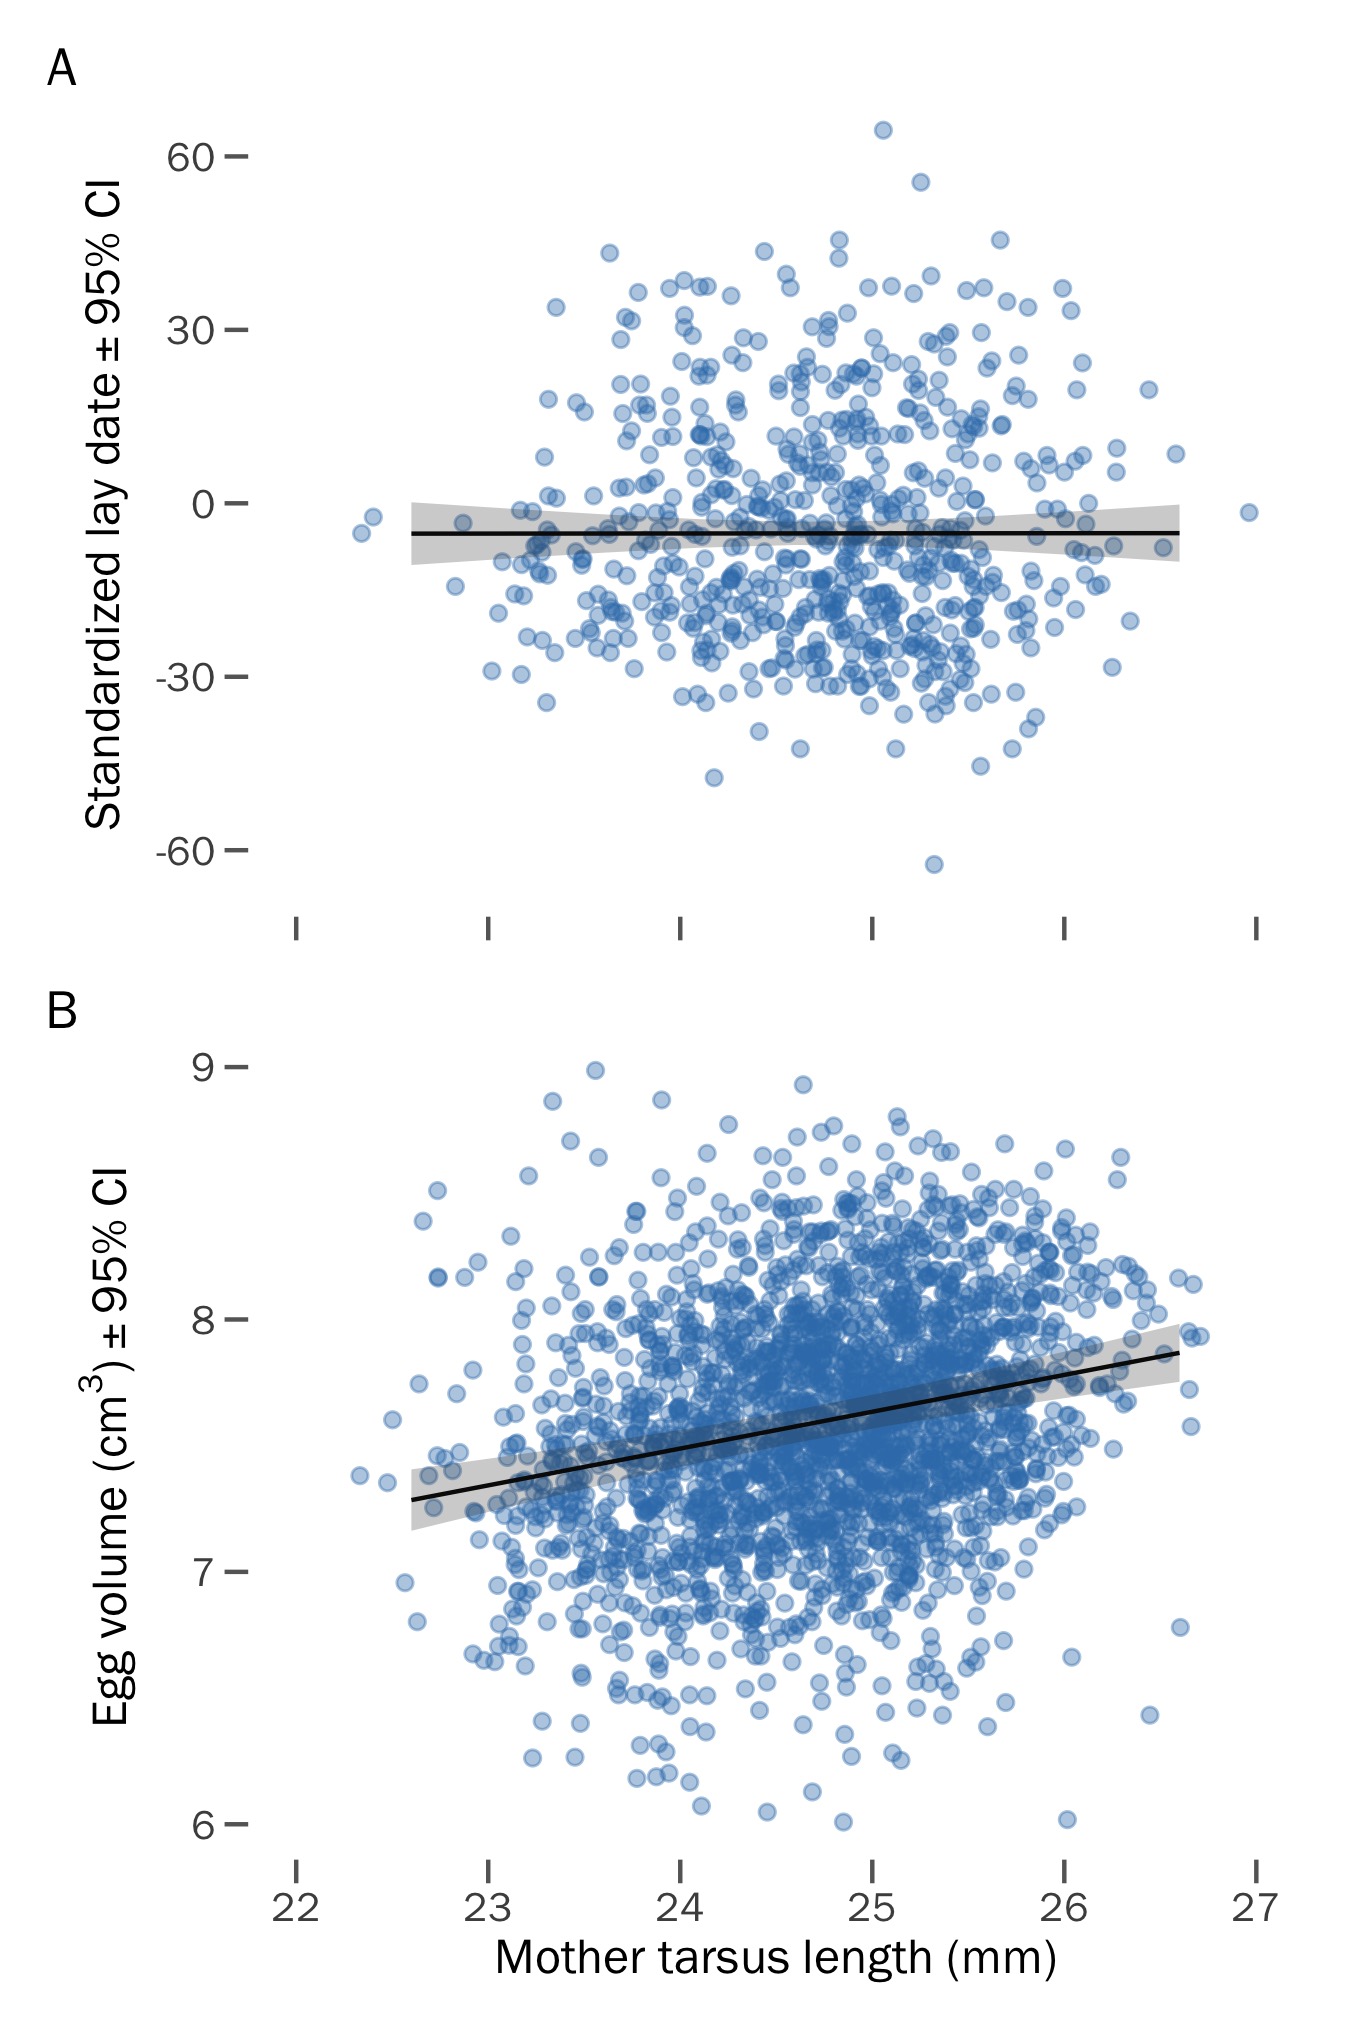 A
60
30
0
-30
-60
Standardized lay date ± 95% CI
B
9
8
7
6
Egg volume (cm³) ± 95% CI
22 23 24 25 26 27
Mother tarsus length (mm)